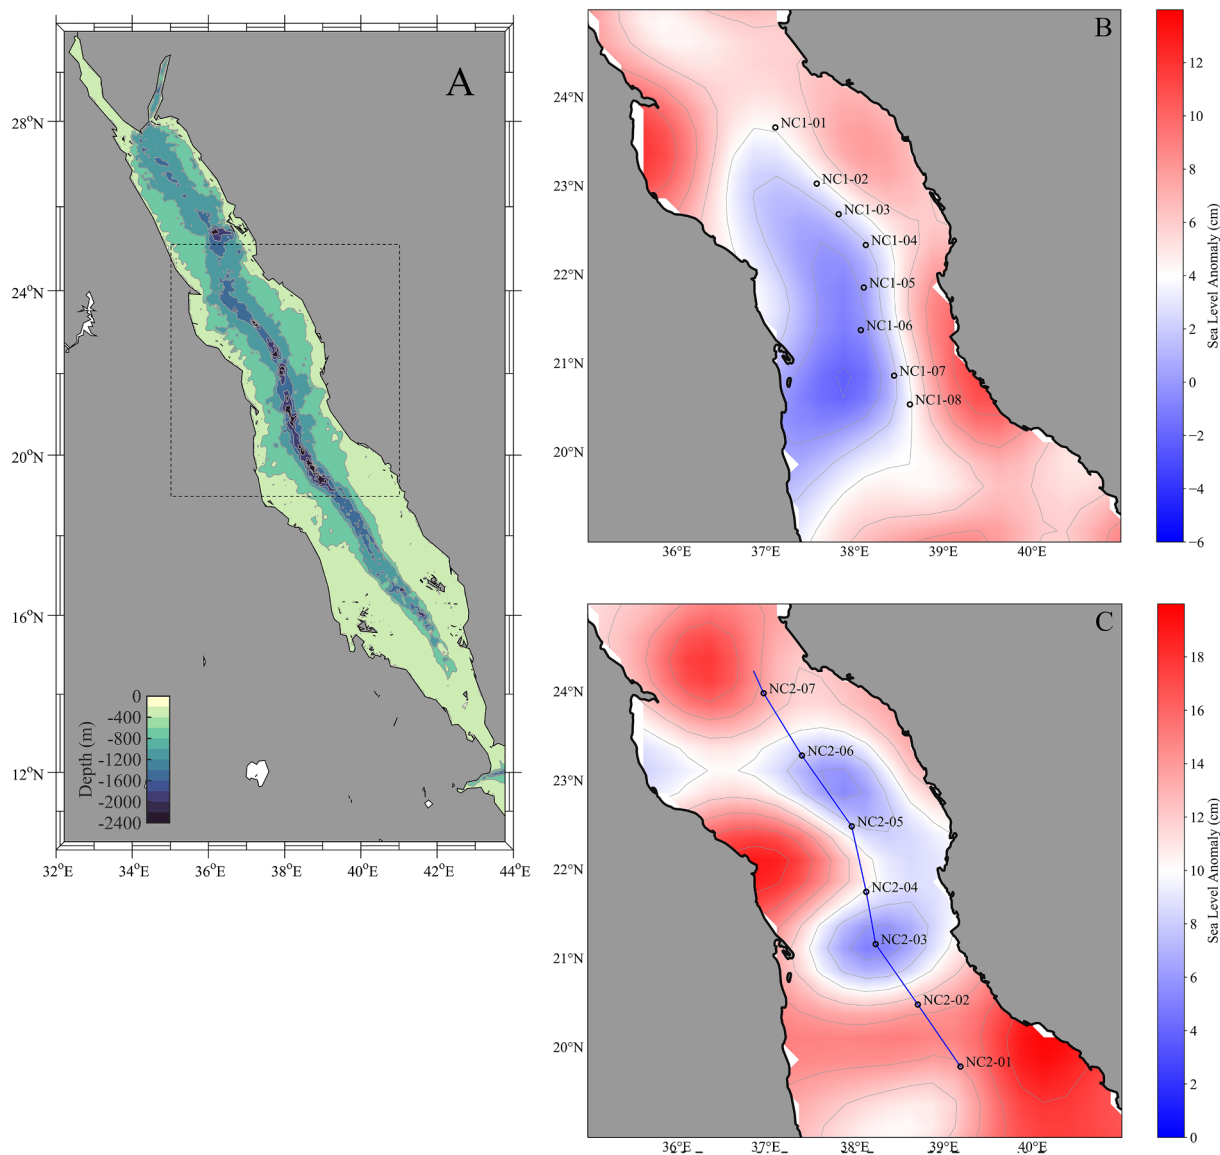 A
28°N
24°N
20°N
16°N
12°N
Depth (m)
0
-400
-800
-1200
-1600
-2000
-2400
32°E
34°E
36°E
38°E
40°E
42°E
44°E
B
24°N
23°N
22°N
21°N
20°N
NC1-01
NC1-02
NC1-03
NC1-04
NC1-05
NC1-06
NC1-07
NC1-08
36°E
37°E
38°E
39°E
40°E
12
10
8
6
4
2
0
−2
−4
−6
Sea Level Anomaly (cm)
C
24°N
23°N
22°N
21°N
20°N
NC2-07
NC2-06
NC2-05
NC2-04
NC2-03
NC2-02
NC2-01
36°E
37°E
38°E
39°E
40°E
18
16
14
12
10
8
6
4
2
0
Sea Level Anomaly (cm)